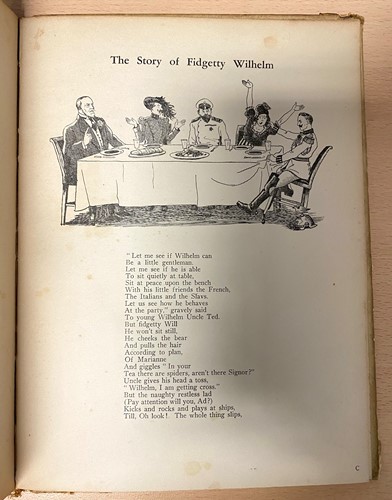 The Story of Fidgetty Wilhelm
"Let me see if Wilhelm can
Be a little gentleman.
Let me see if he is able
To sit quietly at table,
Sit at peace upon the bench
With his little friends the French,
The Italians and the Slavs.
Let us see how he behaves
At the party," gravely said
To young Wilhelm Uncle Ted.
But fidgetty Will
He won't sit still,
He cheeks the bear
And pulls the hair
According to plan,
Of Marianne
And giggles "In your
Tea there are spiders, aren't there Signor?"
Uncle gives his head a toss,
"Wilhelm, I am getting cross."
But the naughty restless lad
(Pay attention will you, Ad?)
Kicks and rocks and plays at ships,
Till, Oh look! The whole thing slips,
C